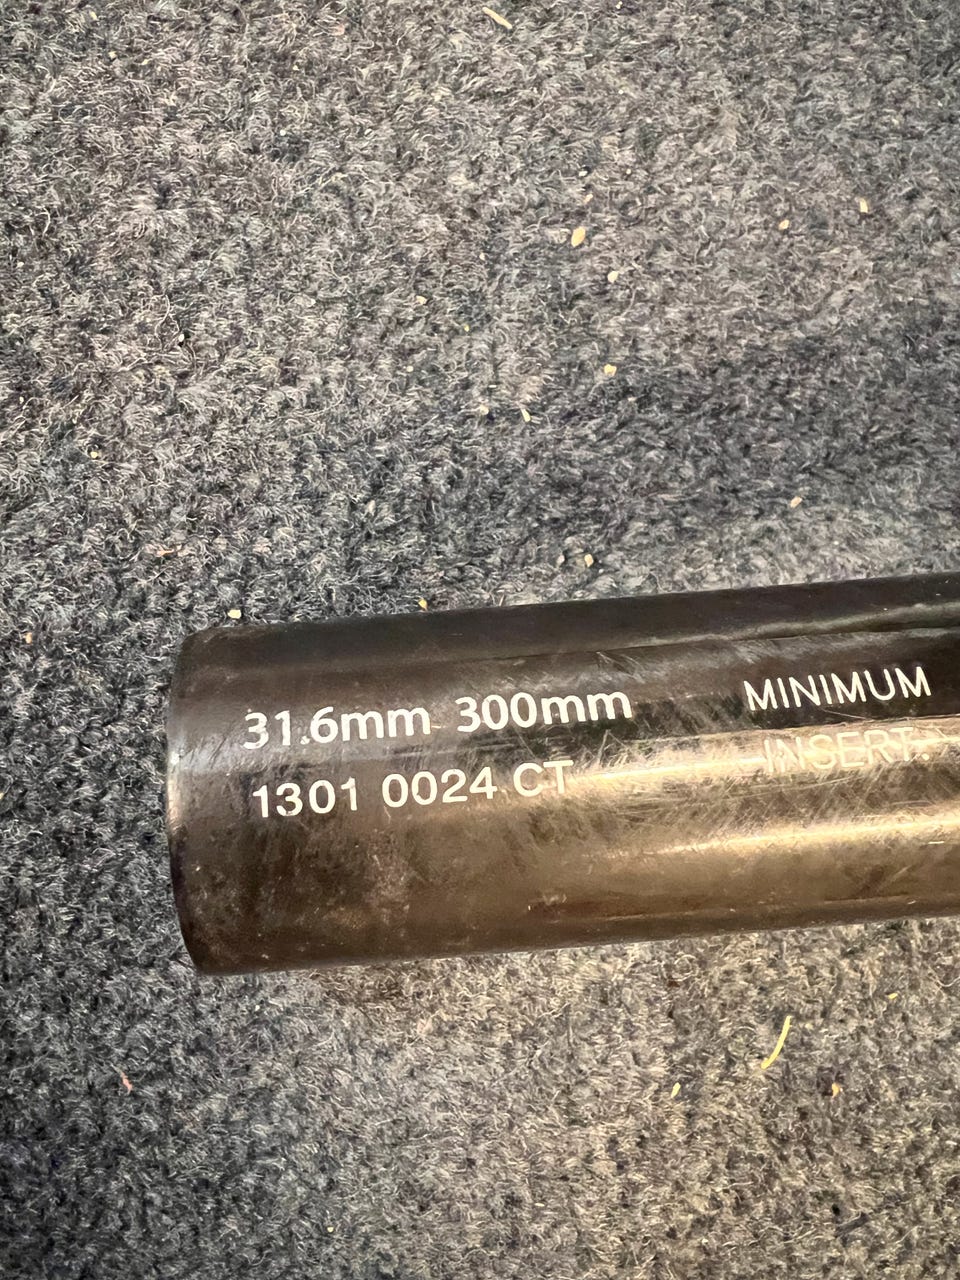 31.6mm 300mm
1301 0024 CT
MINIMUM
INSERT.